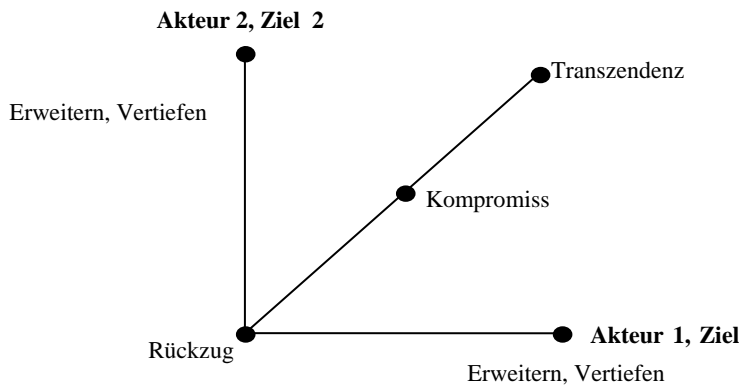 Akteur 2, Ziel 2
Transzendenz
Erweitern, Vertiefen
Kompromiss
Akteur 1, Ziel
Rückzug
Erweitern, Vertiefen